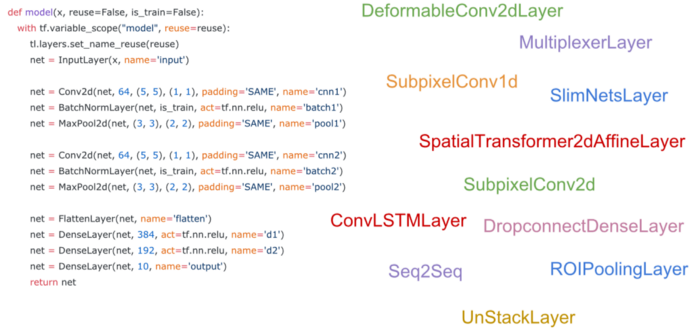 def model(x, reuse=False, is_train=False):
with tf.variable_scope("model", reuse=reuse):
tl.layers.set_name_reuse(reuse)
net = InputLayer(x, name='input')
net = Conv2d(net, 64, (5, 5), (1, 1), padding='SAME', name='cnn1')
net = BatchNormLayer(net, is_train, act=tf.nn.relu, name='batch1')
net = MaxPool2d(net, (3, 3), (2, 2), padding='SAME', name='pool1')
net = Conv2d(net, 64, (5, 5), (1, 1), padding='SAME', name='cnn2')
net = BatchNormLayer(net, is_train, act=tf.nn.relu, name='batch2')
net = MaxPool2d(net, (3, 3), (2, 2), padding='SAME', name='pool2')
net = FlattenLayer(net, name='flatten')
net = DenseLayer(net, 384, act=tf.nn.relu, name='d1')
net = DenseLayer(net, 192, act=tf.nn.relu, name='d2')
net = DenseLayer(net, 10, name='output')
return net
DeformableConv2dLayer
MultiplexerLayer
SubpixelConv1d
SlimNetsLayer
SpatialTransformer2dAffineLayer
SubpixelConv2d
ConvLSTMLayer
DropconnectDenseLayer
Seq2Seq
ROIPoolingLayer
UnStackLayer